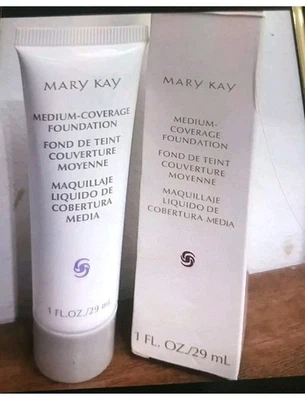 MARY KAY
MEDIUM-COVERAGE
FOUNDATION
FOND DE TEINT
COUVERTURE
MOYENNE
MAQUILLAJE
LIQUIDO DE
COBERTURA
MEDIA
1 FL.OZ./29 mL
MARY KAY
MEDIUM-
COVERAGE
FOUNDATION
FOND DE TEINT
COUVERTURE
MOYENNE
MAQUILLAJE
LIQUIDO DE
COBERTURA MEDIA
1 FL. OZ./29 mL